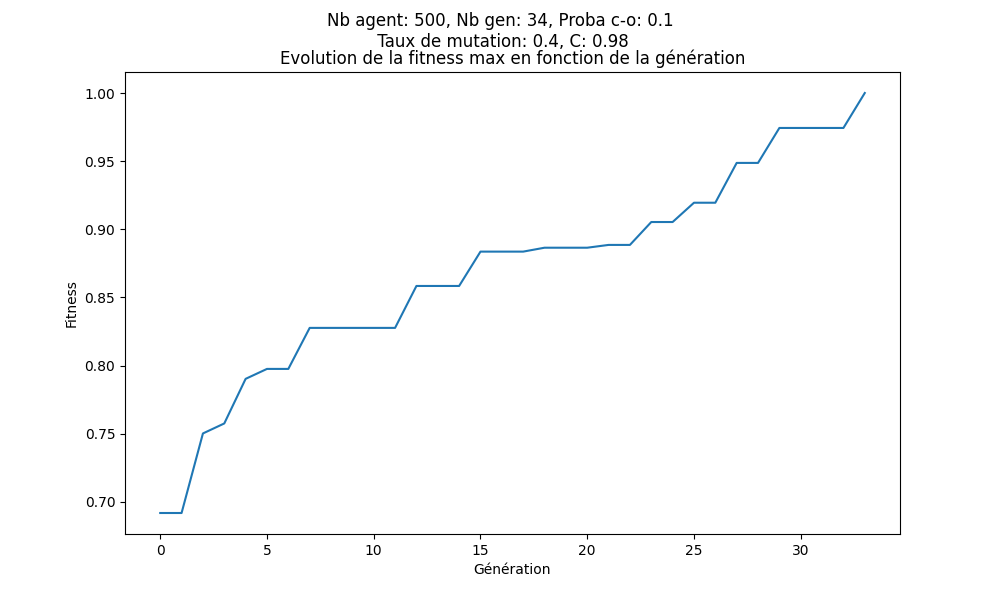 Nb agent: 500, Nb gen: 34, Proba c-o: 0.1
Taux de mutation: 0.4, C: 0.98
Evolution de la fitness max en fonction de la génération
1.00
0.95
0.90
0.85
0.80
0.75
0.70
Fitness
0 5 10 15 20 25 30
Génération